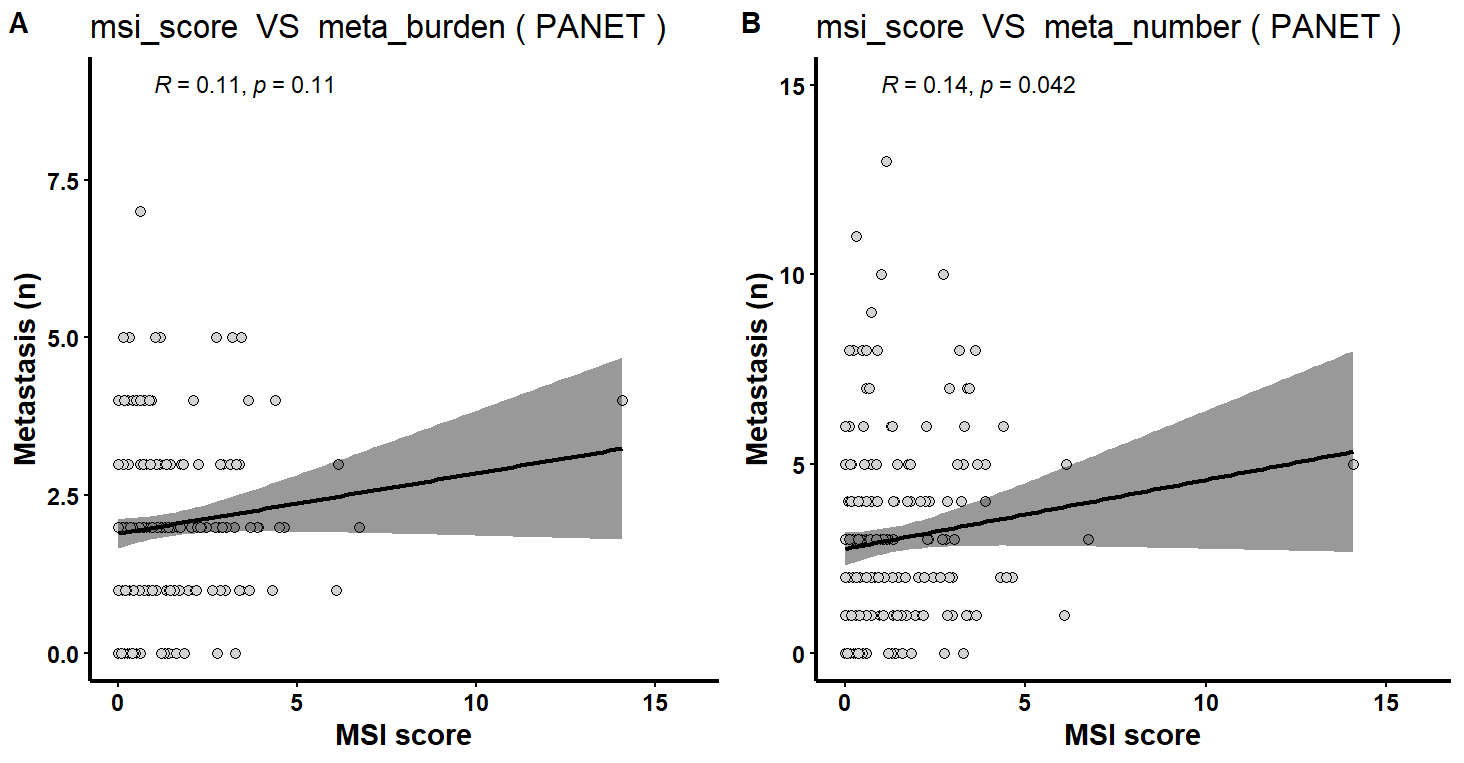 A
msi_score VS meta_burden ( PANET )
R = 0.11, p = 0.11
7.5
5.0
2.5
0.0
Metastasis (n)
0 5 10 15
MSI score
B
msi_score VS meta_number ( PANET )
R = 0.14, p = 0.042
15
10
5
0
Metastasis (n)
0 5 10 15
MSI score